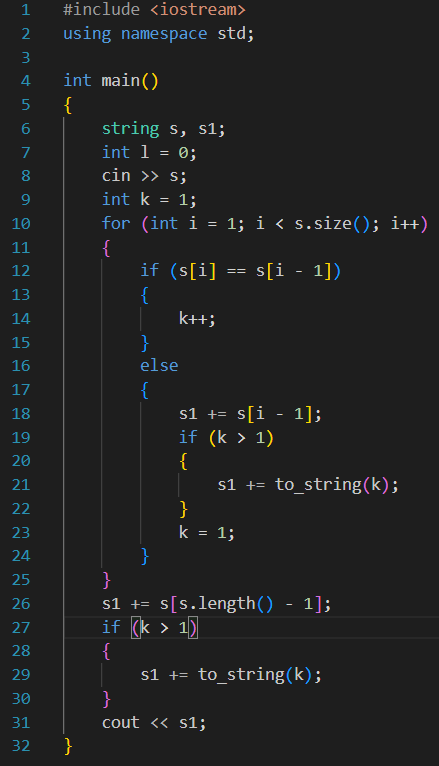 1 #include <iostream>
2 using namespace std;
3
4 int main()
5 {
6 string s, s1;
7 int l = 0;
8 cin >> s;
9 int k = 1;
10 for (int i = 1; i < s.size(); i++)
11 {
12 if (s[i] == s[i - 1])
13 {
14 k++;
15 }
16 else
17 {
18 s1 += s[i - 1];
19 if (k > 1)
20 {
21 s1 += to_string(k);
22 }
23 k = 1;
24 }
25 }
26 s1 += s[s.length() - 1];
27 if (k > 1)
28 {
29 s1 += to_string(k);
30 }
31 cout << s1;
32 }